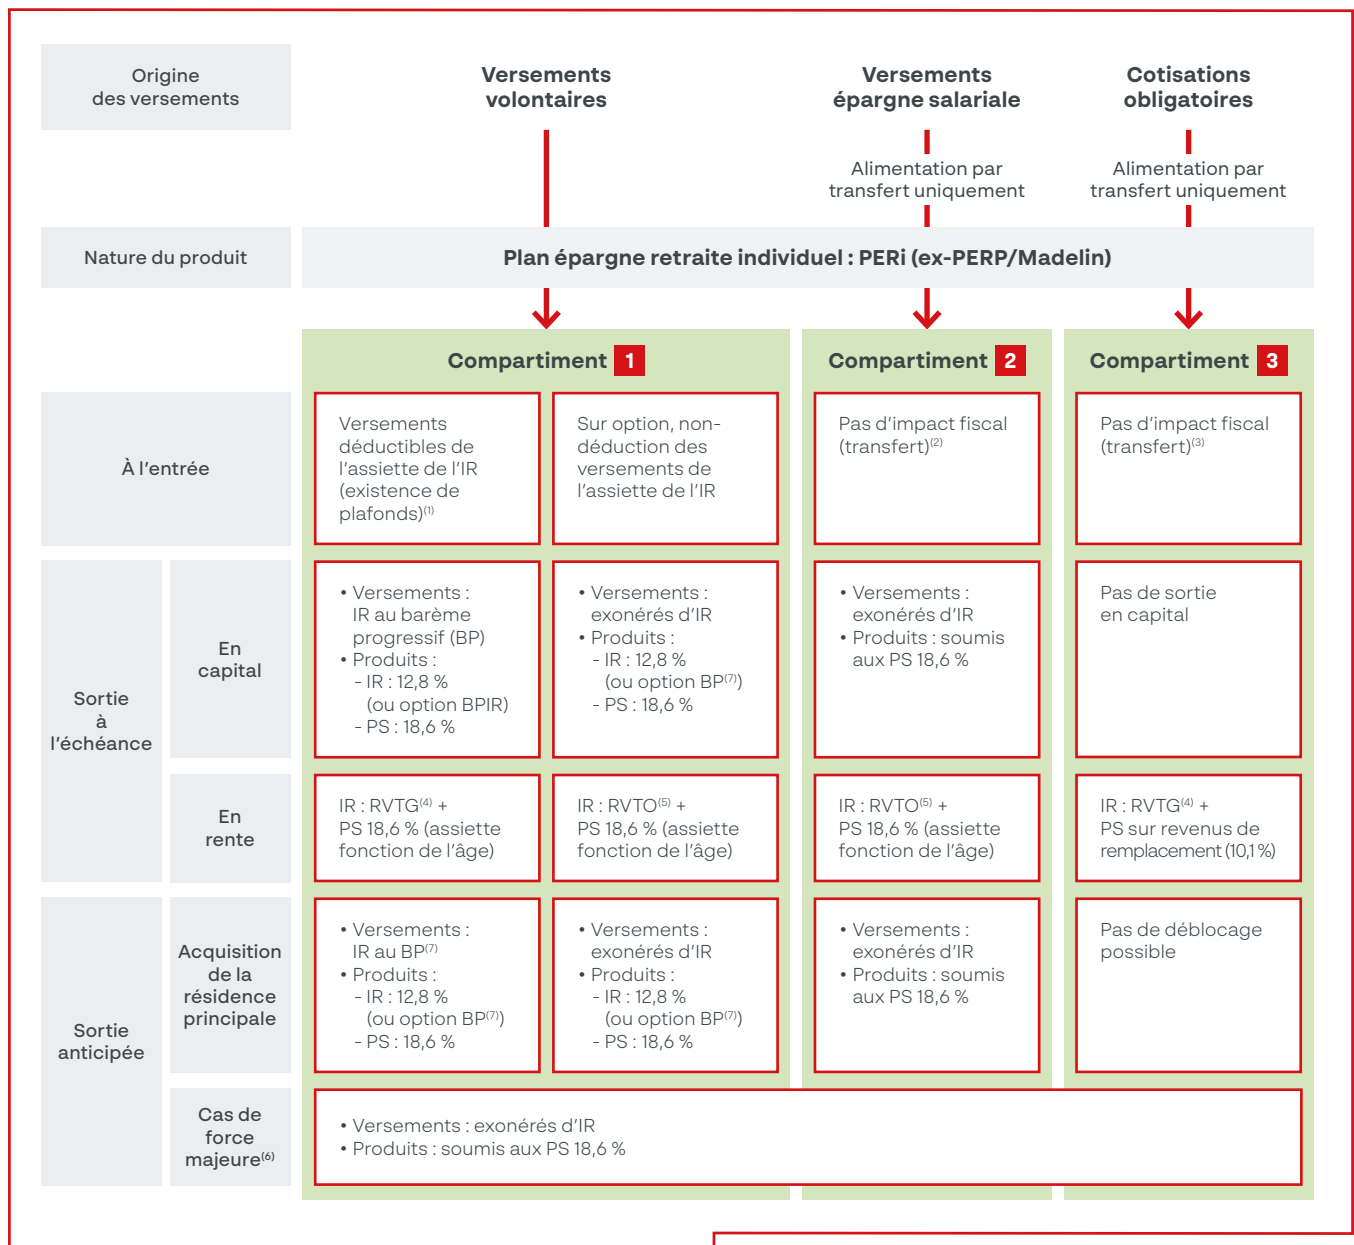 Origine
des versements
Versements
volontaires
Versements
épargne salariale
Cotisations
obligatoires
Alimentation par
transfert uniquement
Alimentation par
transfert uniquement
Nature du produit
Plan épargne retraite individuel : PERi (ex-PERP/Madelin)
Compartiment 1
Compartiment 2
Compartiment 3
À l'entrée
Versements
déductibles de
l'assiette de l'IR
(existence de
plafonds)(1)
Sur option, non-
déduction des
versements de
l'assiette de l'IR
Pas d'impact fiscal
(transfert)(2)
Pas d'impact fiscal
(transfert)(3)
Sortie
à
l'échéance
En
capital
• Versements :
IR au barème
progressif (BP)
• Produits :
- IR : 12,8 %
(ou option BPIR)
- PS : 18,6 %
• Versements :
exonérés d'IR
• Produits :
- IR : 12,8 %
(ou option BP(7))
- PS : 18,6 %
• Versements :
exonérés d'IR
• Produits : soumis
aux PS 18,6 %
Pas de sortie
en capital
En
rente
IR : RVTG(4) +
PS 18,6 % (assiette
fonction de l'âge)
IR : RVTO(5) +
PS 18,6 % (assiette
fonction de l'âge)
IR : RVTO(5) +
PS 18,6 % (assiette
fonction de l'âge)
IR : RVTG(4) +
PS sur revenus de
remplacement (10,1 %)
Sortie
anticipée
Acquisition
de la
résidence
principale
• Versements :
IR au BP(7)
• Produits :
- IR : 12,8 %
(ou option BP(7))
- PS : 18,6 %
• Versements :
exonérés d'IR
• Produits :
- IR : 12,8 %
(ou option BP(7))
- PS : 18,6 %
• Versements :
exonérés d'IR
• Produits : soumis
aux PS 18,6 %
Pas de déblocage
possible
Cas de
force
majeure(6)
• Versements : exonérés d'IR
• Produits : soumis aux PS 18,6 %